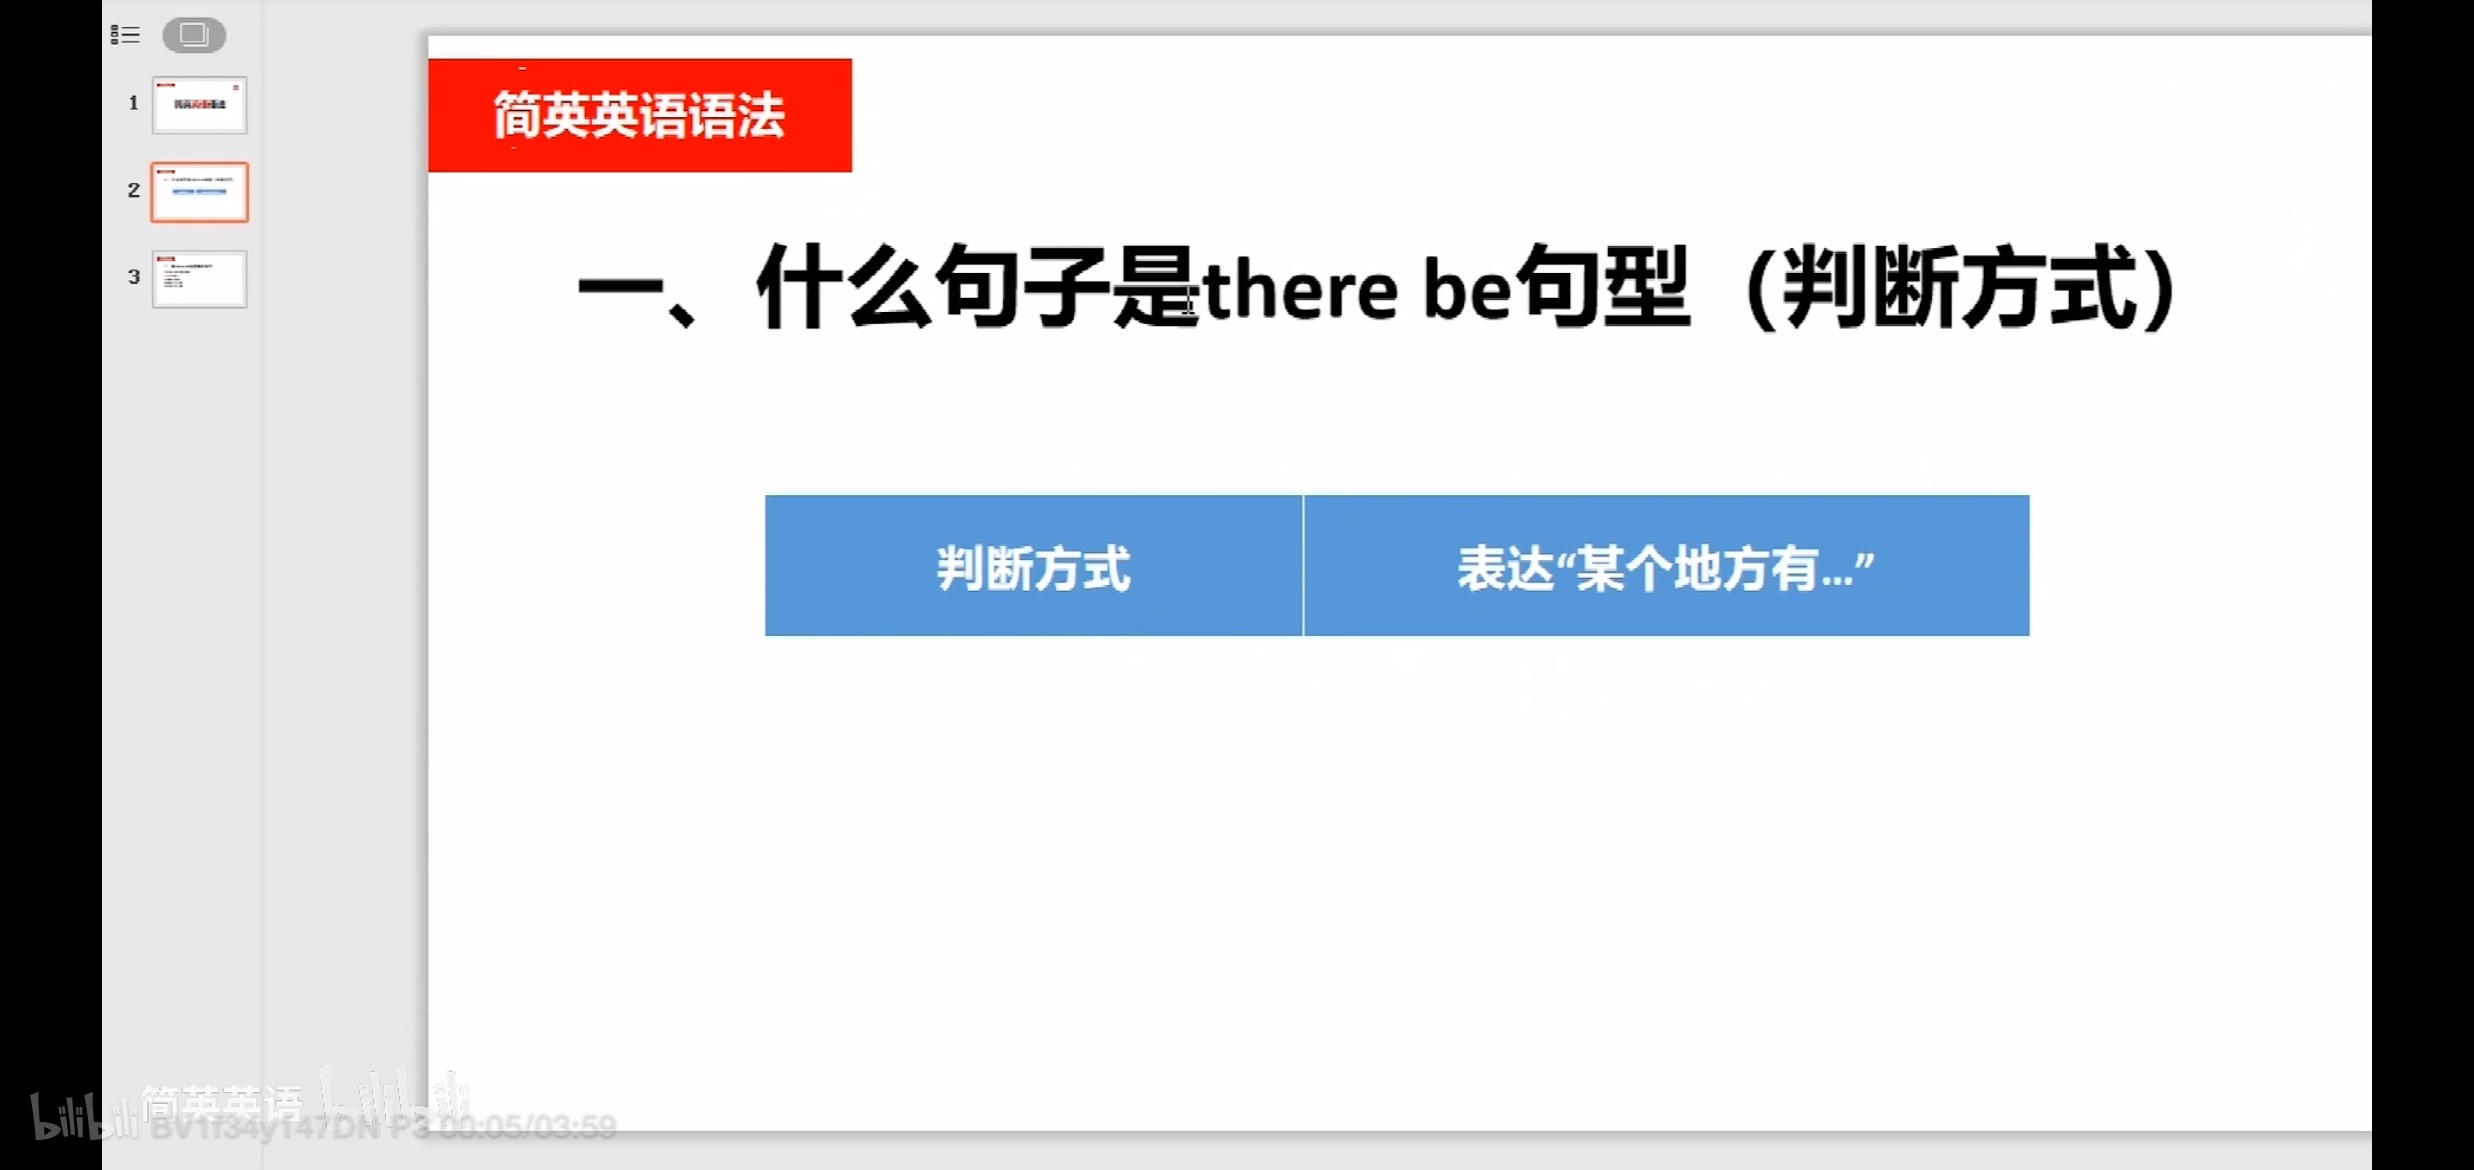 简英英语语法
一、什么句子是there be句型（判断方式）
判断方式
表达“某个地方有...”
1
2
3
简英英语
bilibili
bilibili
BV1f34y147DN P3 00:05/03:59